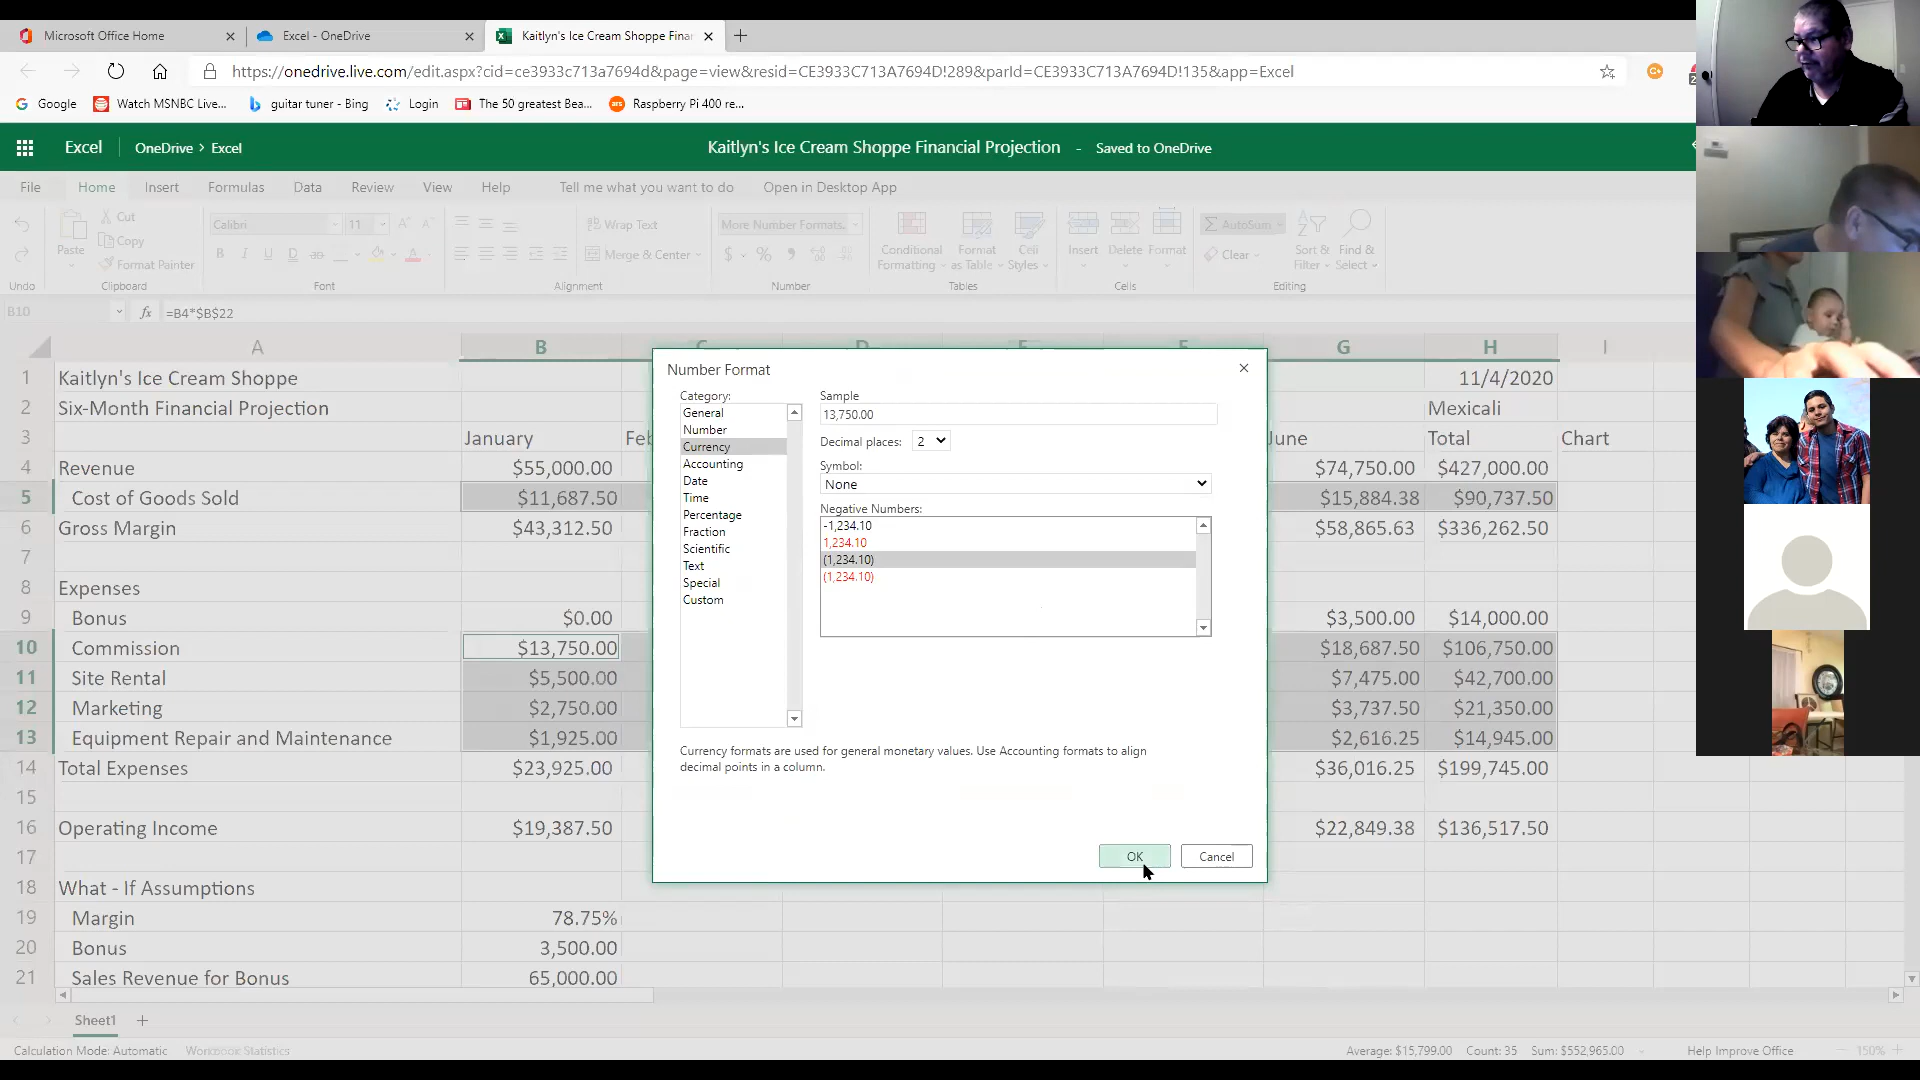 Microsoft Office Home
Excel - OneDrive
Kaitlyn's Ice Cream Shoppe Finan
https://onedrive.live.com/edit.aspx?cid=ce3933c713a7694d&page=view&resid=CE3933C713A7694D!289&parId=CE3933C713A7694D!135&app=Excel
Google
Watch MSNBC Live...
guitar tuner - Bing
Login
The 50 greatest Bea...
Raspberry Pi 400 re...
Excel
OneDrive > Excel
Kaitlyn's Ice Cream Shoppe Financial Projection - Saved to OneDrive
File Home Insert Formulas Data Review View Help Tell me what you want to do Open in Desktop App
Paste
Cut
Copy
Format Painter
Calibri 11
Wrap Text
Merge & Center
More Number Formats...
Conditional Formatting
Format as Table
Cell Styles
Insert Delete Format
AutoSum
Clear
Sort & Filter
Find & Select
Undo Clipboard Font Alignment Number Tables Cells Editing
B10 fx =B4*$B$22
A B G H I
1 Kaitlyn's Ice Cream Shoppe 11/4/2020
2 Six-Month Financial Projection Mexicali
3 January Feb June Total Chart
4 Revenue $55,000.00 $74,750.00 $427,000.00
5 Cost of Goods Sold $11,687.50 $15,884.38 $90,737.50
6 Gross Margin $43,312.50 $58,865.63 $336,262.50
7
8 Expenses
9 Bonus $0.00 $3,500.00 $14,000.00
10 Commission $13,750.00 $18,687.50 $106,750.00
11 Site Rental $5,500.00 $7,475.00 $42,700.00
12 Marketing $2,750.00 $3,737.50 $21,350.00
13 Equipment Repair and Maintenance $1,925.00 $2,616.25 $14,945.00
14 Total Expenses $23,925.00 $36,016.25 $199,745.00
15
16 Operating Income $19,387.50 $22,849.38 $136,517.50
17
18 What - If Assumptions
19 Margin 78.75%
20 Bonus 3,500.00
21 Sales Revenue for Bonus 65,000.00
Number Format
Category:
General
Number
Currency
Accounting
Date
Time
Percentage
Fraction
Scientific
Text
Special
Custom
Sample
13,750.00
Decimal places: 2
Symbol:
None
Negative Numbers:
-1,234.10
1,234.10
(1,234.10)
(1,234.10)
Currency formats are used for general monetary values. Use Accounting formats to align
decimal points in a column.
OK Cancel
Sheet1
Calculation Mode: Automatic Workbook Statistics Average: $15,799.00 Count: 35 Sum: $552,965.00 Help Improve Office 150%